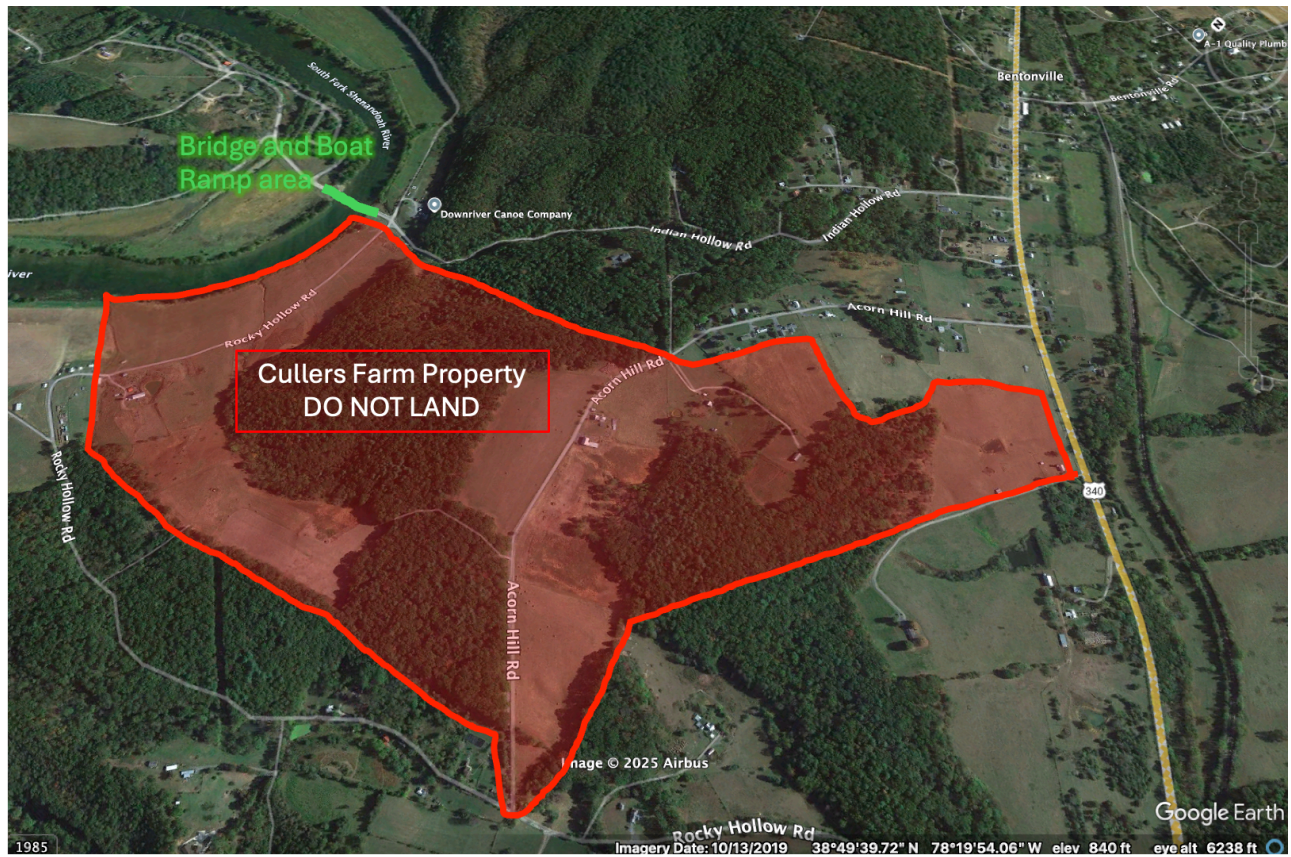 N
A-1 Quality Plumb
South Fork Shenandoah River
Bentonville
Bentonville Rd
Bridge and Boat
Ramp area
Downriver Canoe Company
Indian Hollow Rd
Indian Hollow Rd
iver
Rocky Hollow Rd
Acorn Hill Rd
Cullers Farm Property
DO NOT LAND
Acorn Hill Rd
Rocky Hollow Rd
340
Acorn Hill Rd
Image © 2025 Airbus
Google Earth
Rocky Hollow Rd
1985
Imagery Date: 10/13/2019 38°49'39.72" N 78°19'54.06" W elev 840 ft eye alt 6238 ft